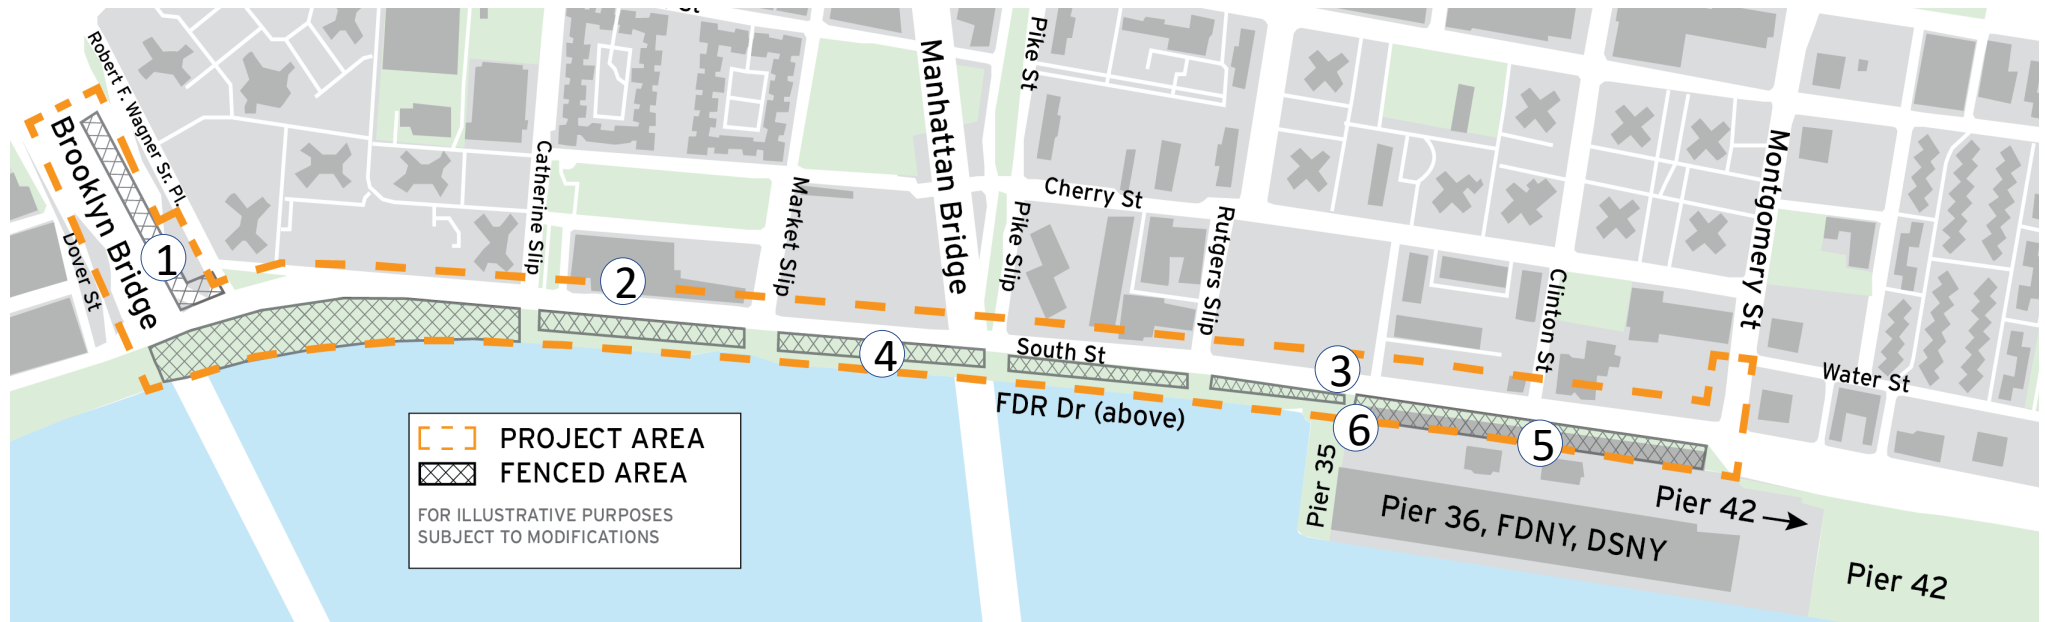 St
Robert F. Wagner Sr. Pl.
Brooklyn Bridge
Dover St
Catherine Slip
Market Slip
Manhattan Bridge
Pike St
Cherry St
Pike Slip
Rutgers Slip
Clinton St
Montgomery St
Water St
South St
FDR Dr (above)
1
2
3
4
5
6
Pier 35
Pier 36, FDNY, DSNY
Pier 42
Pier 42
PROJECT AREA
FENCED AREA
FOR ILLUSTRATIVE PURPOSES
SUBJECT TO MODIFICATIONS